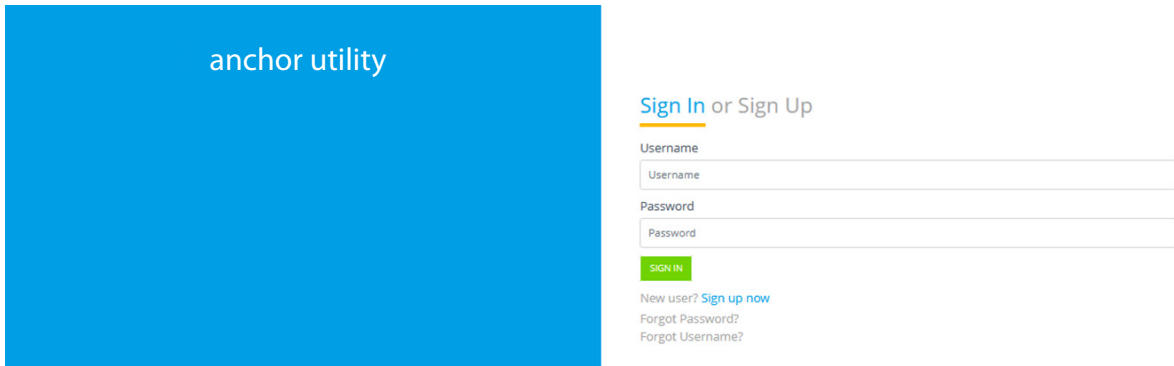 anchor utility
Sign In or Sign Up
Username
Username
Password
Password
SIGN IN
New user? Sign up now
Forgot Password?
Forgot Username?